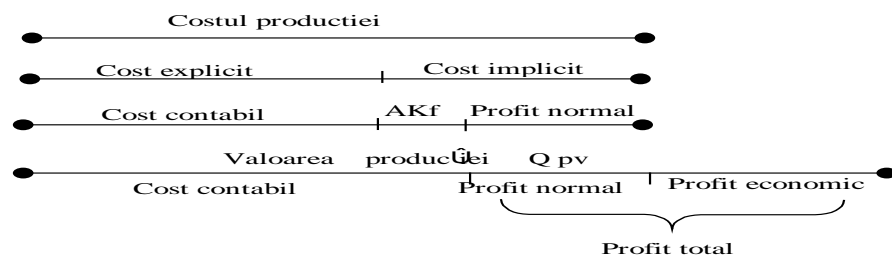 Costul productiei
Cost explicit Cost implicit
Cost contabil AKf Profit normal
Valoarea producției Q pv
Cost contabil Profit normal Profit economic
Profit total